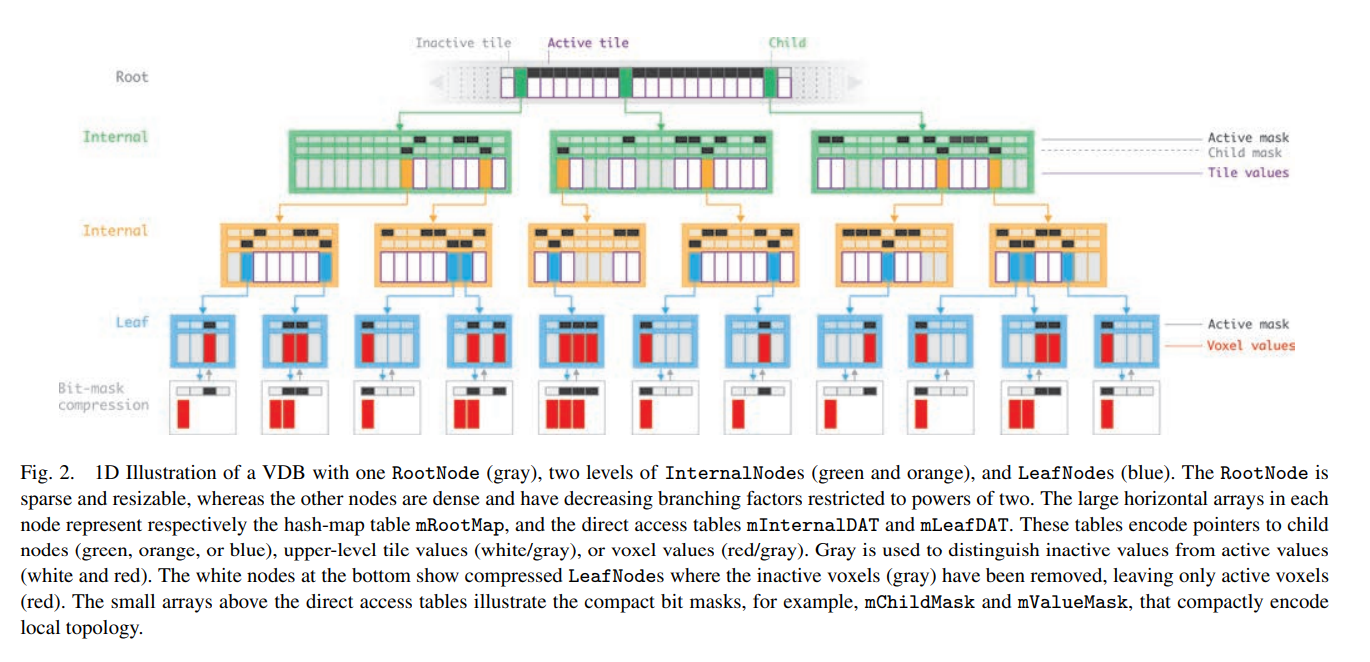 Inactive tile Active tile Child
Root
Internal
Active mask
Child mask
Tile values
Internal
Leaf
Active mask
Voxel values
Bit-mask
compression
Fig. 2. 1D Illustration of a VDB with one RootNode (gray), two levels of InternalNodes (green and orange), and LeafNodes (blue). The RootNode is
sparse and resizable, whereas the other nodes are dense and have decreasing branching factors restricted to powers of two. The large horizontal arrays in each
node represent respectively the hash-map table mRootMap, and the direct access tables mInternalDAT and mLeafDAT. These tables encode pointers to child
nodes (green, orange, or blue), upper-level tile values (white/gray), or voxel values (red/gray). Gray is used to distinguish inactive values from active values
(white and red). The white nodes at the bottom show compressed LeafNodes where the inactive voxels (gray) have been removed, leaving only active voxels
(red). The small arrays above the direct access tables illustrate the compact bit masks, for example, mChildMask and mValueMask, that compactly encode
local topology.